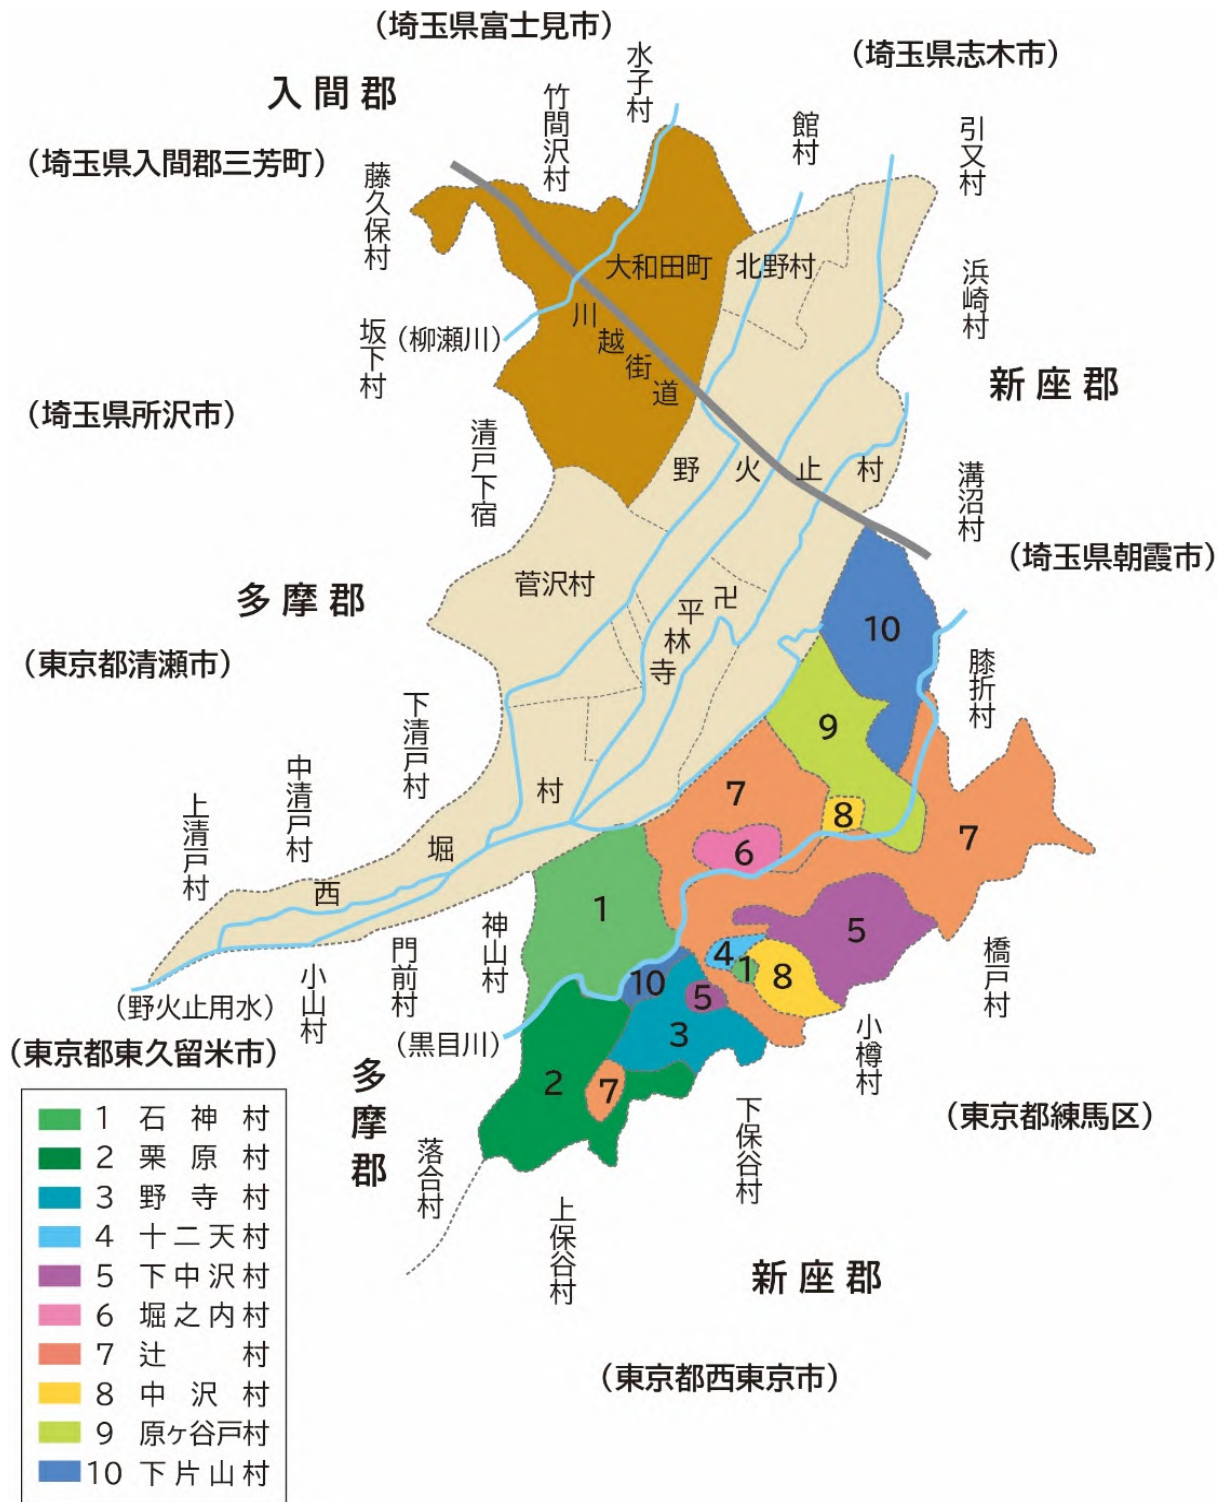 （埼玉県富士見市）
（埼玉県志木市）
入間郡
水子村
竹間沢村
館村
引又村
（埼玉県入間郡三芳町）
藤久保村
大和田町
北野村
浜崎村
川越街道
（柳瀬川）
坂下村
新座郡
（埼玉県所沢市）
清戸下宿
野火止村
溝沼村
（埼玉県朝霞市）
菅沢村
多摩郡
平林寺
卍
10
（東京都清瀬市）
膝折村
下清戸村
9
中清戸村
上清戸村
西堀村
7
8
7
6
神山村
1
5
門前村
小山村
橋戸村
4
1
8
10
5
（野火止用水）
（黒目川）
3
小樽村
（東京都東久留米市）
多摩郡
2
7
下保谷村
（東京都練馬区）
落合村
上保谷村
新座郡
（東京都西東京市）
1 石神村
2 栗原村
3 野寺村
4 十二天村
5 下中沢村
6 堀之内村
7 辻村
8 中沢村
9 原ヶ谷戸村
10 下片山村